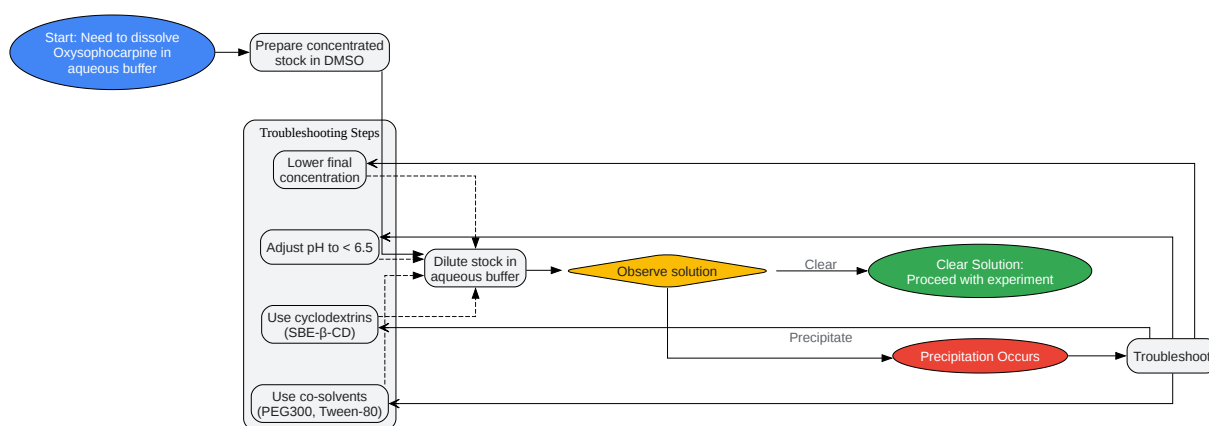 Start: Need to dissolve
Oxysophocarpine in
aqueous buffer
Prepare concentrated
stock in DMSO
Troubleshooting Steps
Lower final
concentration
Adjust pH to < 6.5
Use cyclodextrins
(SBE-β-CD)
Use co-solvents
(PEG300, Tween-80)
Dilute stock in
aqueous buffer
Observe solution
Clear
Clear Solution:
Proceed with experiment
Precipitate
Precipitation Occurs
Troubleshoot